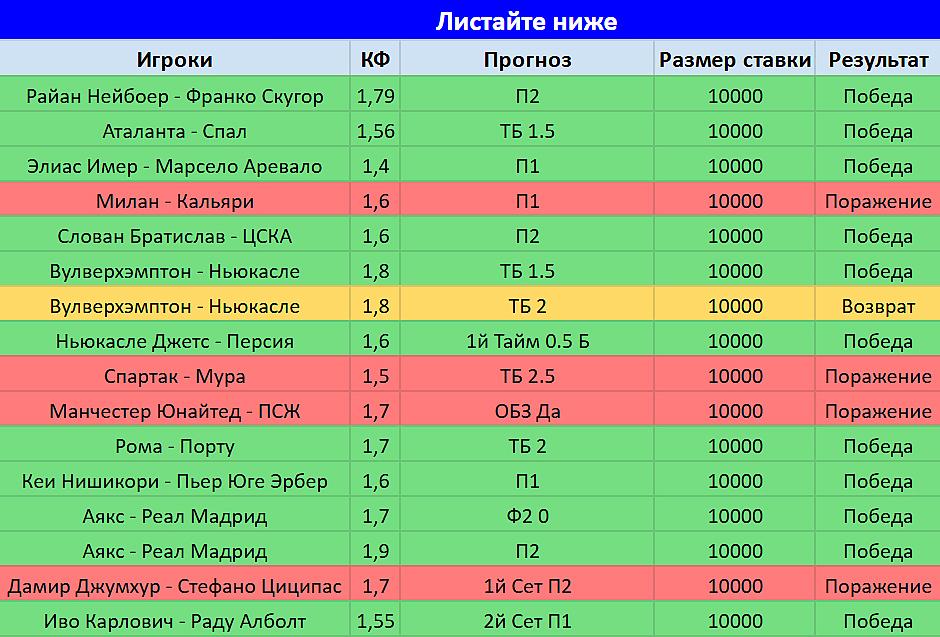 Листайте ниже
Игроки КФ Прогноз Размер ставки Результат
Райан Нейбоер - Франко Скугор 1,79 П2 10000 Победа
Аталанта - Спал 1,56 ТБ 1.5 10000 Победа
Элиас Имер - Марсело Аревало 1,4 П1 10000 Победа
Милан - Кальяри 1,6 П1 10000 Поражение
Слован Братислав - ЦСКА 1,6 П2 10000 Победа
Вулверхэмптон - Ньюкасле 1,8 ТБ 1.5 10000 Победа
Вулверхэмптон - Ньюкасле 1,8 ТБ 2 10000 Возврат
Ньюкасле Джетс - Персия 1,6 1й Тайм 0.5 Б 10000 Победа
Спартак - Мура 1,5 ТБ 2.5 10000 Поражение
Манчестер Юнайтед - ПСЖ 1,7 ОБЗ Да 10000 Поражение
Рома - Порту 1,7 ТБ 2 10000 Победа
Кеи Нишикори - Пьер Юге Эрбер 1,6 П1 10000 Победа
Аякс - Реал Мадрид 1,7 Ф2 0 10000 Победа
Аякс - Реал Мадрид 1,9 П2 10000 Победа
Дамир Джумхур - Стефано Циципас 1,7 1й Сет П2 10000 Поражение
Иво Карлович - Раду Алболт 1,55 2й Сет П1 10000 Победа